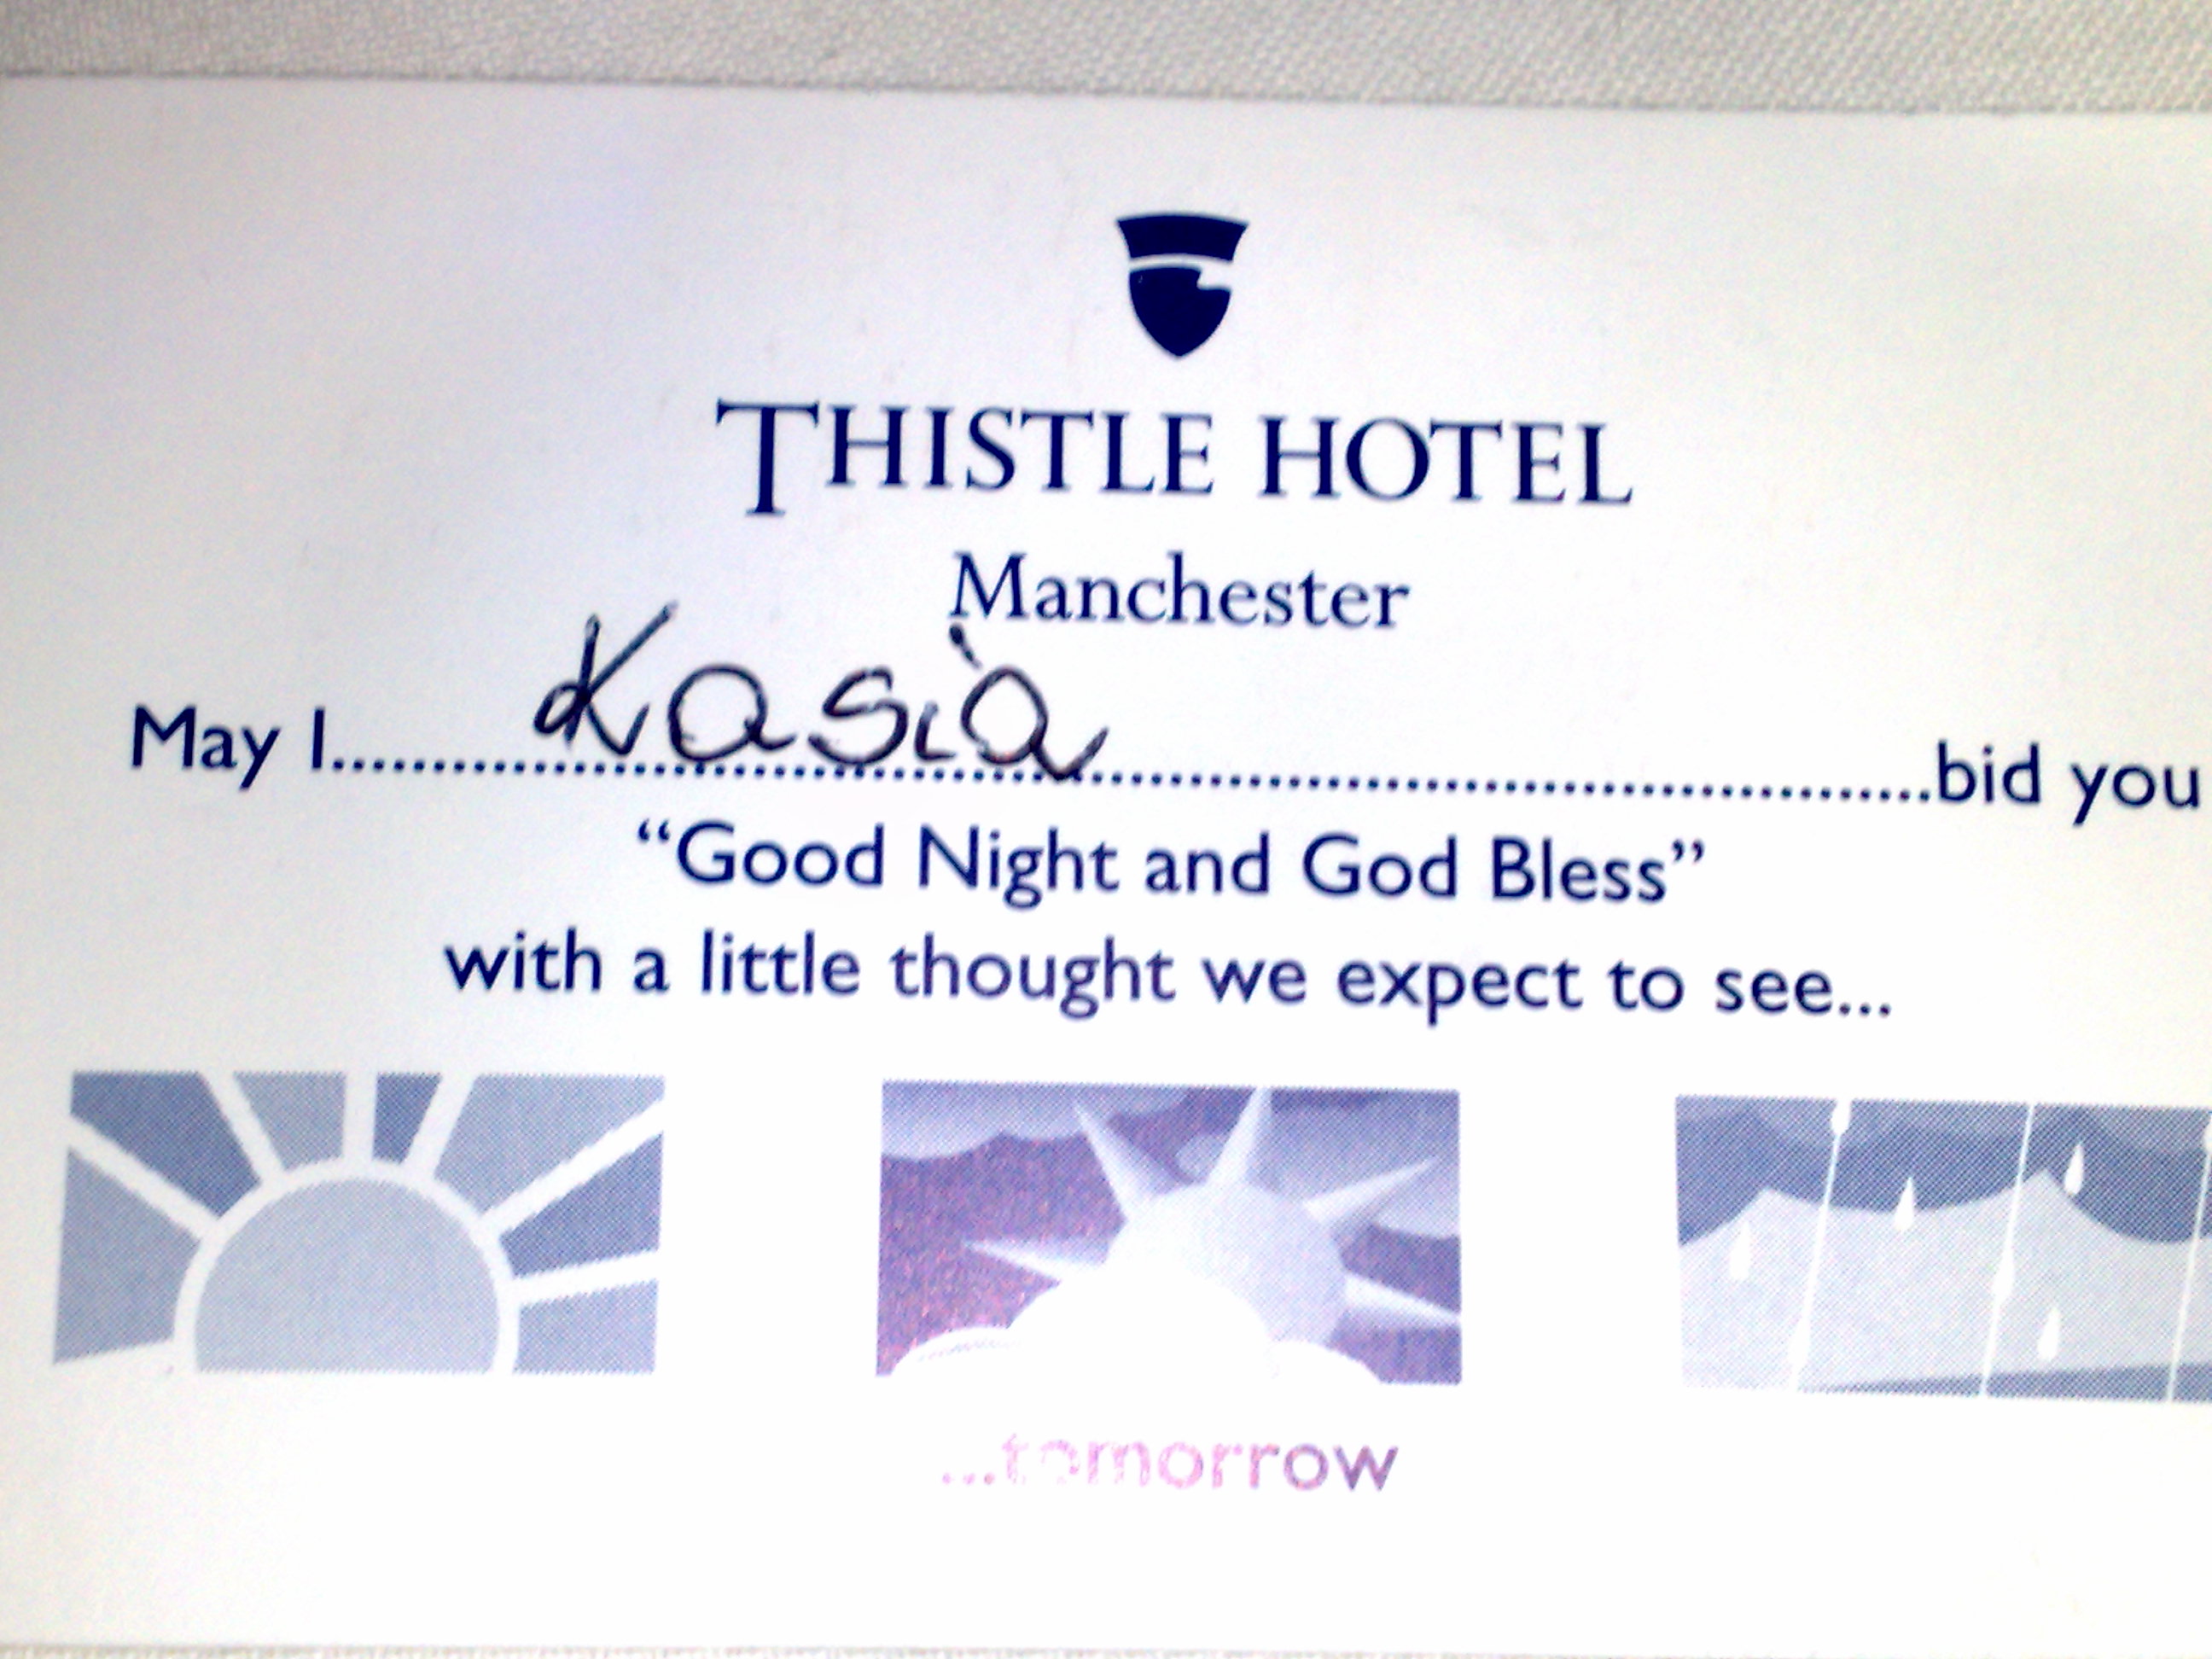 THISTLE HOTEL
Manchester
May I....................Kasia....................bid you
“Good Night and God Bless”
with a little thought we expect to see...
...tomorrow